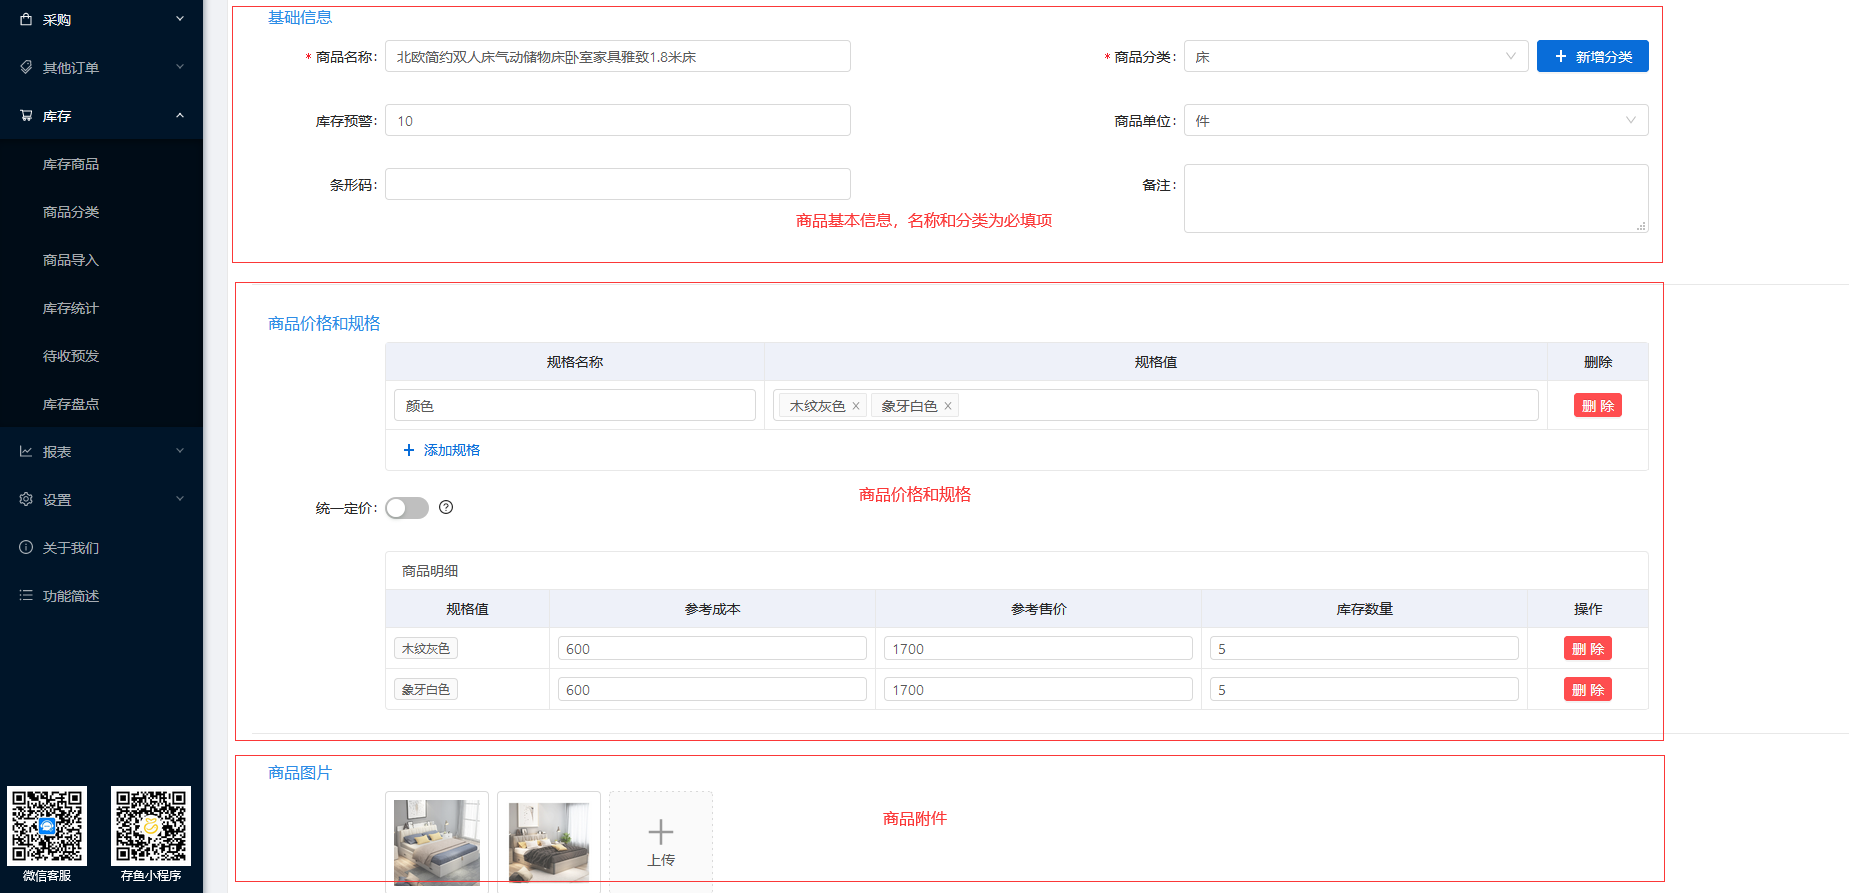 采购
其他订单
库存
库存商品
商品分类
商品导入
库存统计
待收预发
库存盘点
报表
设置
关于我们
功能简述
微信客服
存鱼小程序
基础信息
* 商品名称: 北欧简约双人床气动储物床卧室家具雅致1.8米床
* 商品分类: 床
+ 新增分类
库存预警: 10
商品单位: 件
条形码:
备注:
商品基本信息，名称和分类为必填项
商品价格和规格
规格名称 规格值 删除
颜色 木纹灰色 × 象牙白色 × 删 除
+ 添加规格
商品价格和规格
统一定价:
商品明细
规格值 参考成本 参考售价 库存数量 操作
木纹灰色 600 1700 5 删 除
象牙白色 600 1700 5 删 除
商品图片
上传
商品附件